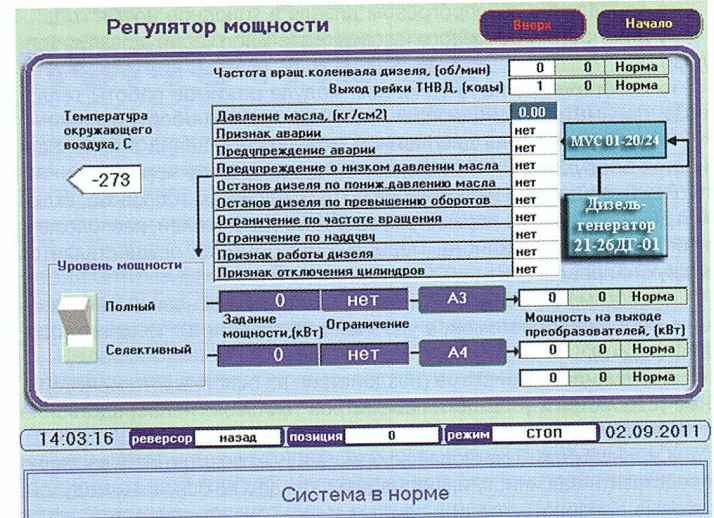 Регулятор мощности
Вверх
Начало
Частота вращ.коленвала дизеля, (об/мин) 0 0 Норма
Выход рейки ТНВД, (коды) 1 0 Норма
Температура
окружающего
воздуха, С
-273
Давление масла, (кг/см2) 0.00
Признак аварии нет
Предупреждение аварии нет
Предупреждение о низком давлении масла нет
Останов дизеля по пониж.давлению масла нет
Останов дизеля по превышению оборотов нет
Ограничение по частоте вращения нет
Ограничение по наддчвч нет
Признак работы дизеля нет
Признак отключения цилиндров нет
MVC 01-20/24
Дизель-
генератор
21-26ДГ-01
Уровень мощности
Полный
Селективный
0 нет А3 0 0 Норма
Задание
мощности,(кВт)
Ограничение
Мощность на выходе
преобразователей, (кВт)
0 нет А4 0 0 Норма
0 0 Норма
14:03:16 реверсор назад позиция 0 режим СТОП 02.09.2011
Система в норме